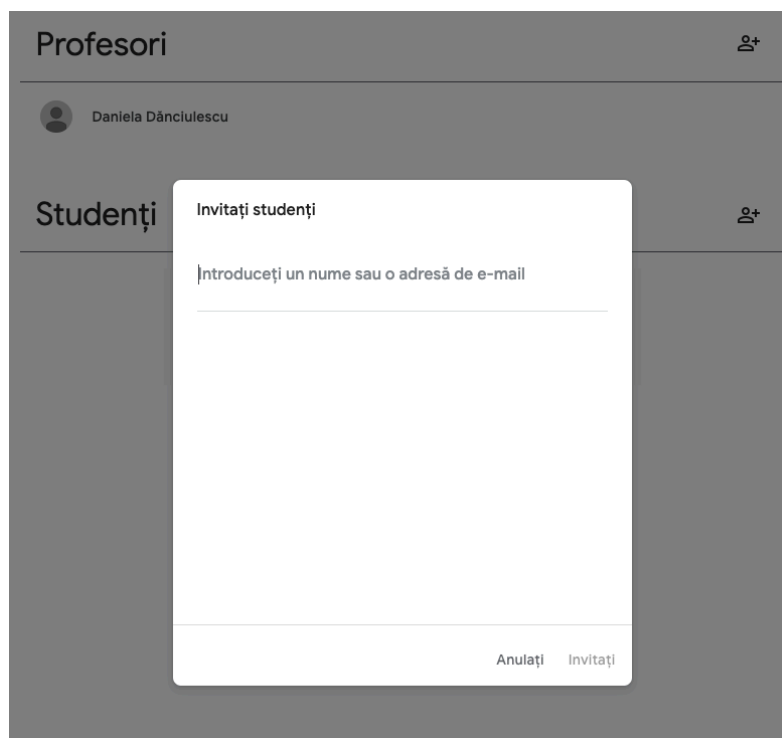 Profesori
Daniela Dănciulescu
Studenți
Invitați studenți
Introduceți un nume sau o adresă de e-mail
Anulați Invitați